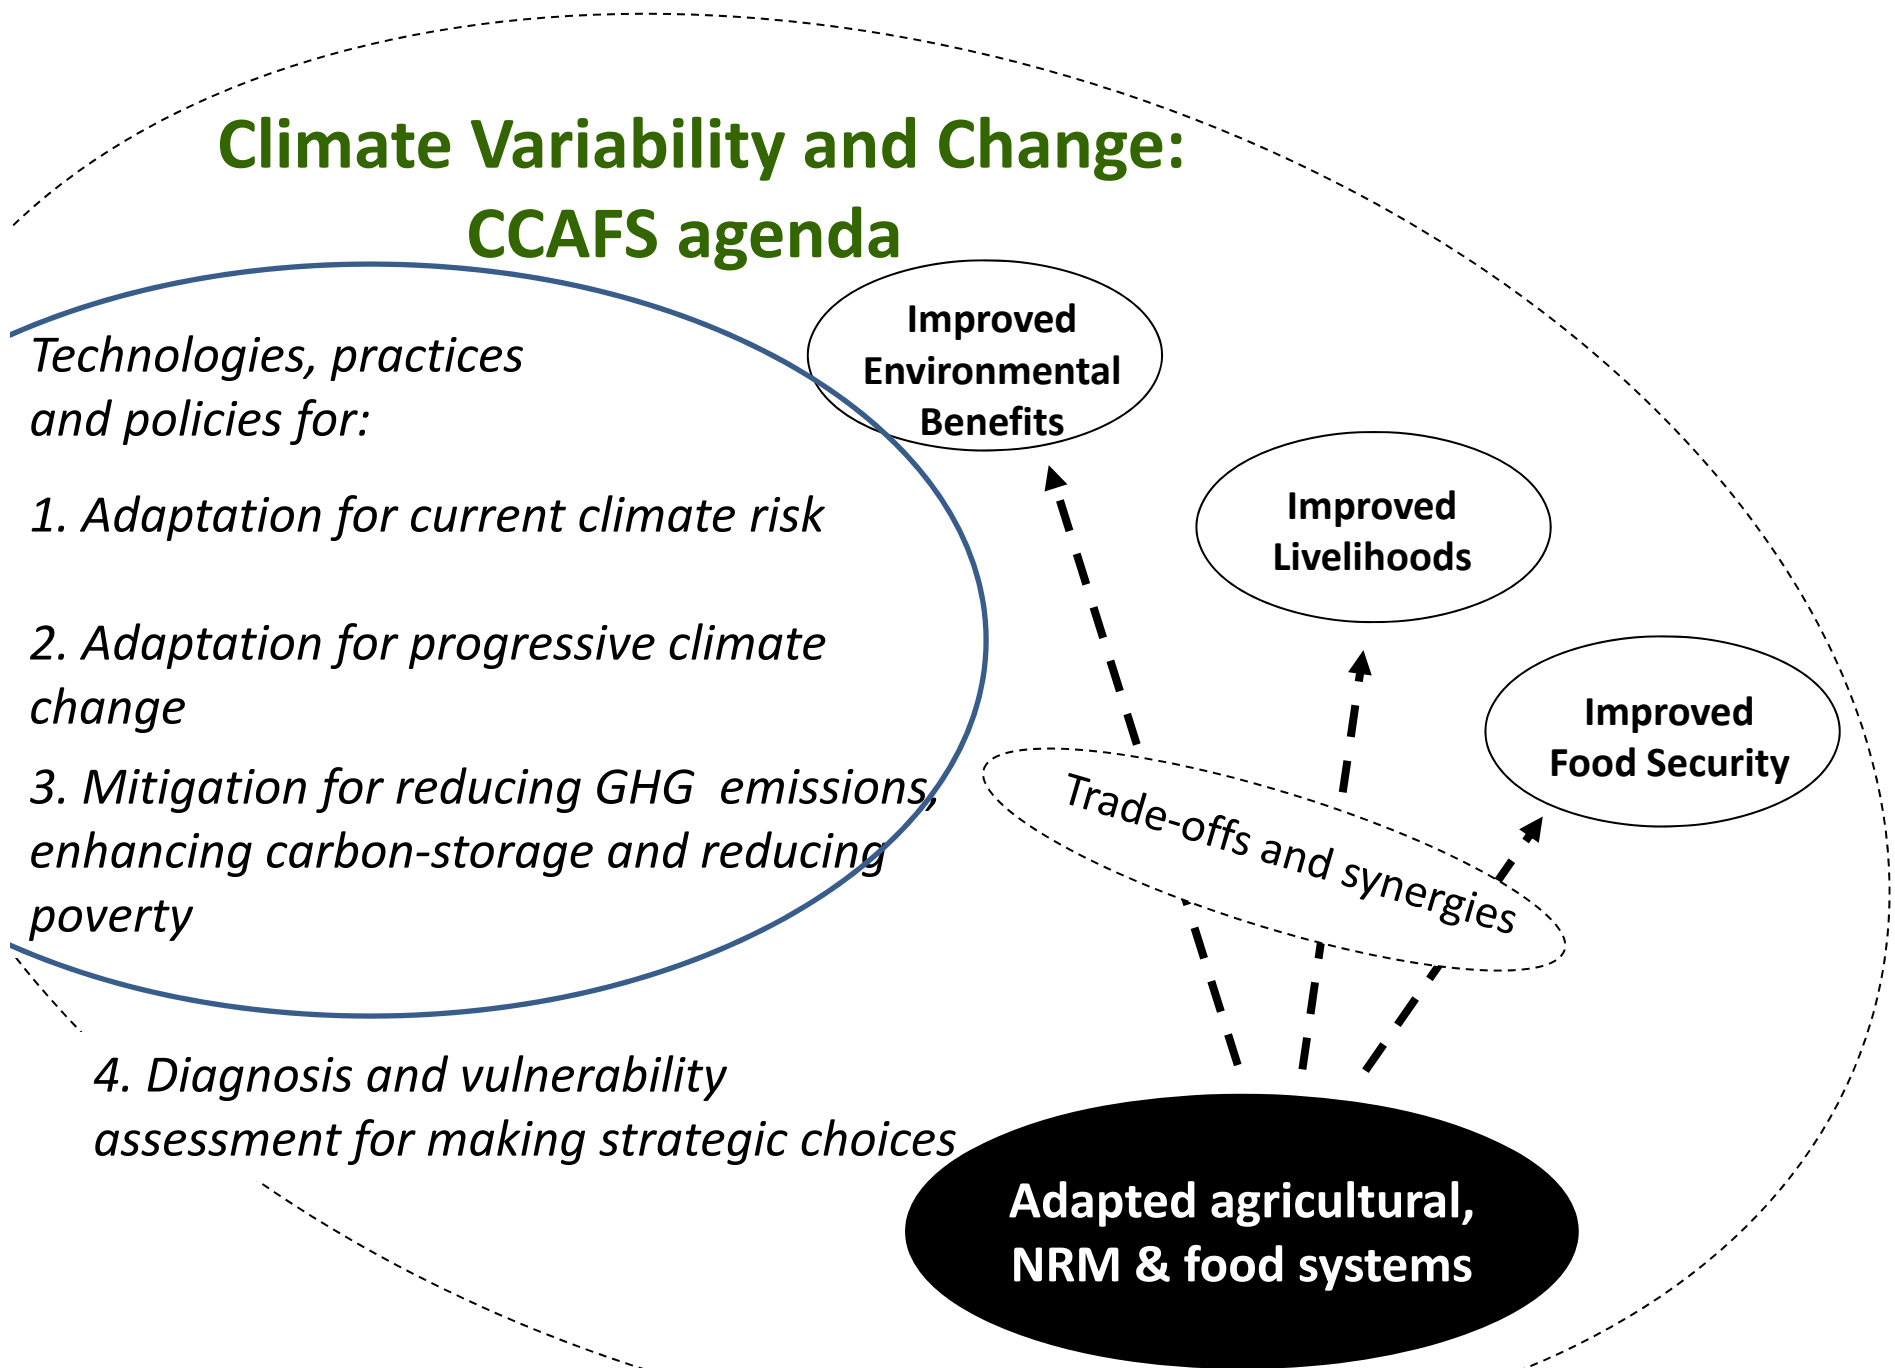 Climate Variability and Change:
CCAFS agenda
Technologies, practices
and policies for:
1. Adaptation for current climate risk
2. Adaptation for progressive climate
change
3. Mitigation for reducing GHG  emissions,
enhancing carbon-storage and reducing
poverty
4. Diagnosis and vulnerability
assessment for making strategic choices
Improved
Environmental
Benefits
Improved
Livelihoods
Improved
Food Security
Trade-offs and synergies
Adapted agricultural,
NRM & food systems